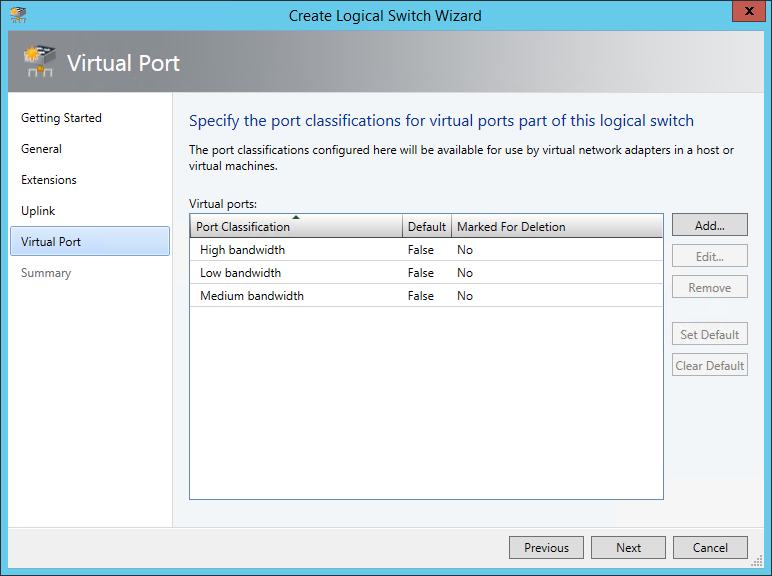 Create Logical Switch Wizard
x
Virtual Port
Getting Started
General
Extensions
Uplink
Virtual Port
Summary
Specify the port classifications for virtual ports part of this logical switch
The port classifications configured here will be available for use by virtual network adapters in a host or
virtual machines.
Virtual ports:
Port Classification Default Marked For Deletion
High bandwidth False No
Low bandwidth False No
Medium bandwidth False No
Add...
Edit...
Remove
Set Default
Clear Default
Previous Next Cancel